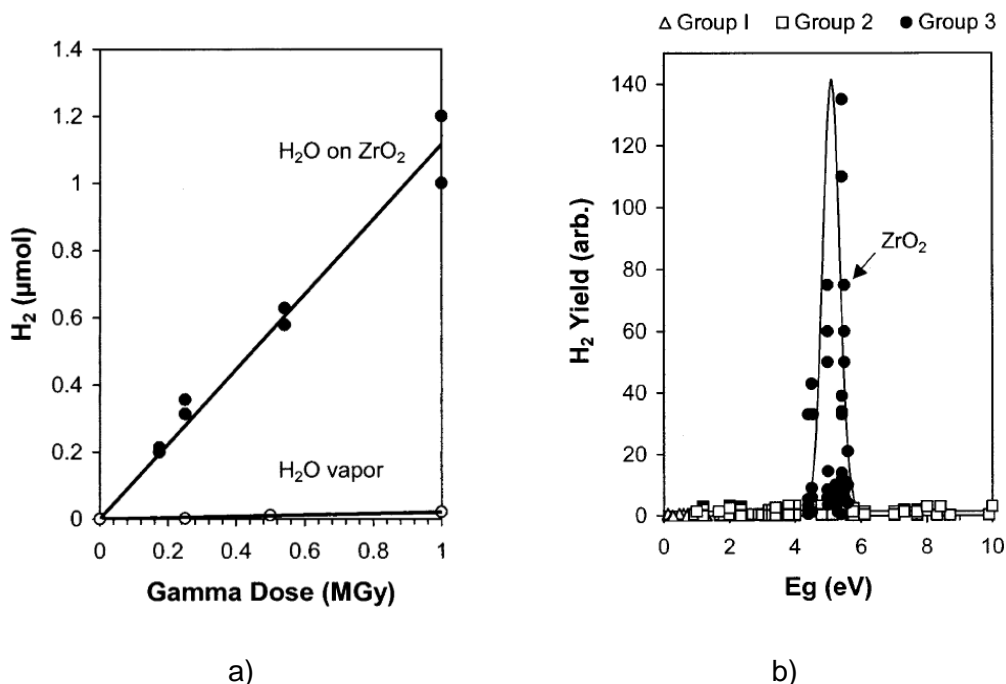 △ Group I □ Group 2 ● Group 3
1.4
1.2
1
0.8
0.6
0.4
0.2
0
H₂ (µmol)
H₂O on ZrO₂
H₂O vapor
0 0.2 0.4 0.6 0.8 1
Gamma Dose (MGy)
a)
140
120
100
80
60
40
20
0
H₂ Yield (arb.)
ZrO₂
0 2 4 6 8 10
Eg (eV)
b)